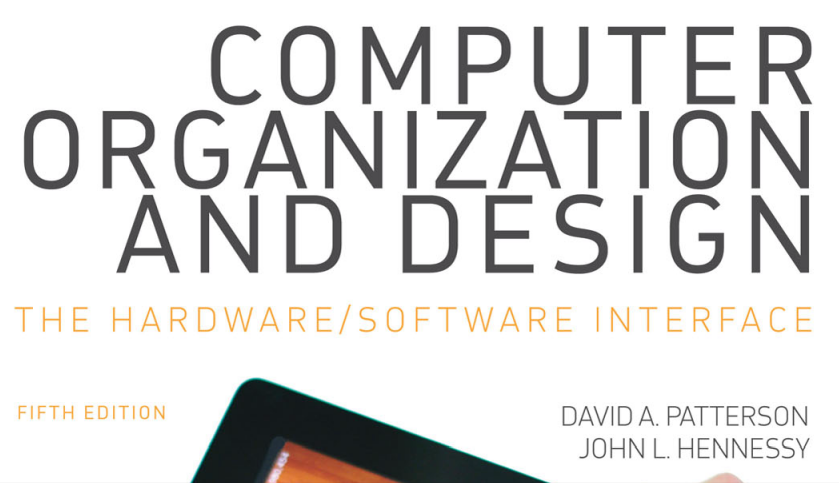 COMPUTER
ORGANIZATION
AND DESIGN
THE HARDWARE/SOFTWARE INTERFACE
FIFTH EDITION
DAVID A. PATTERSON
JOHN L. HENNESSY